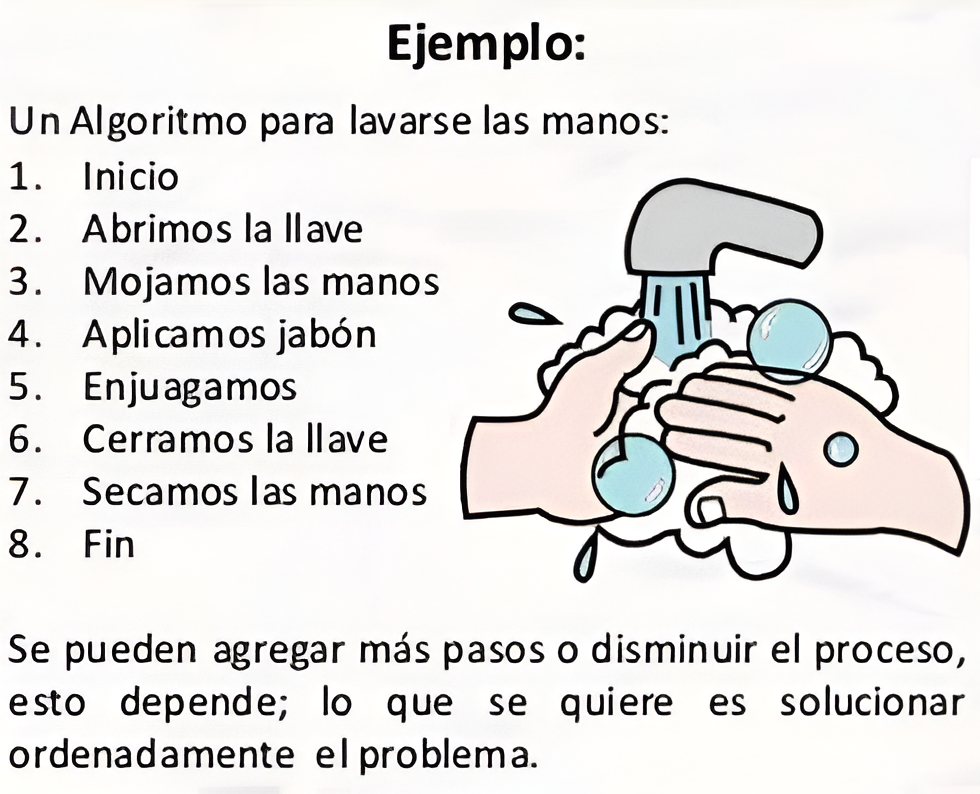 Ejemplo:
Un Algoritmo para lavarse las manos:
1. Inicio
2. Abrimos la llave
3. Mojamos las manos
4. Aplicamos jabón
5. Enjuagamos
6. Cerramos la llave
7. Secamos las manos
8. Fin
Se pueden agregar más pasos o disminuir el proceso,
esto depende; lo que se quiere es solucionar
ordenadamente el problema.